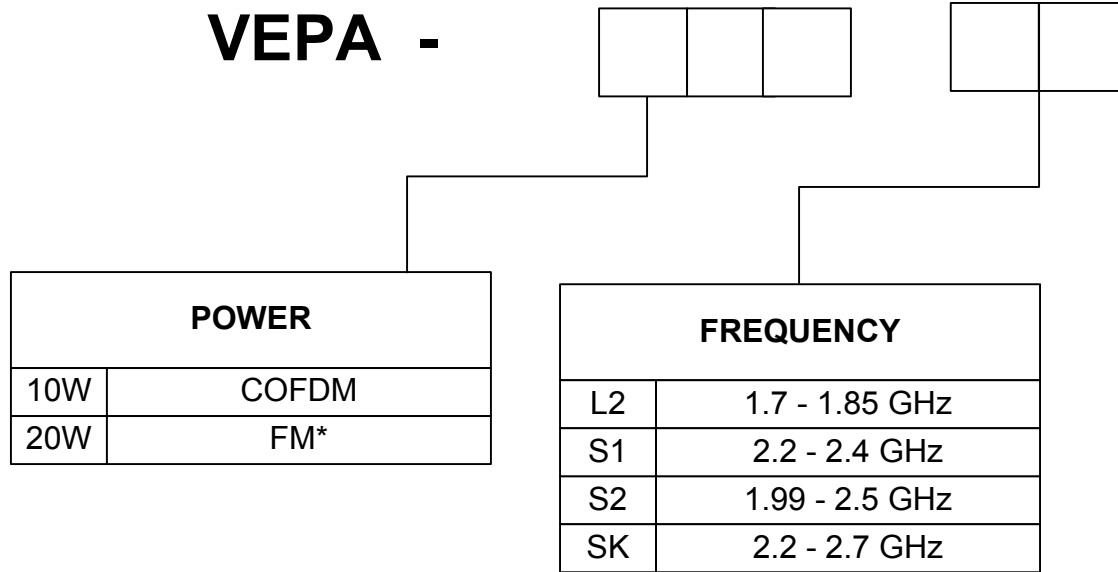 VEPA -
POWER
10W COFDM
20W FM*
FREQUENCY
L2 1.7 - 1.85 GHz
S1 2.2 - 2.4 GHz
S2 1.99 - 2.5 GHz
SK 2.2 - 2.7 GHz